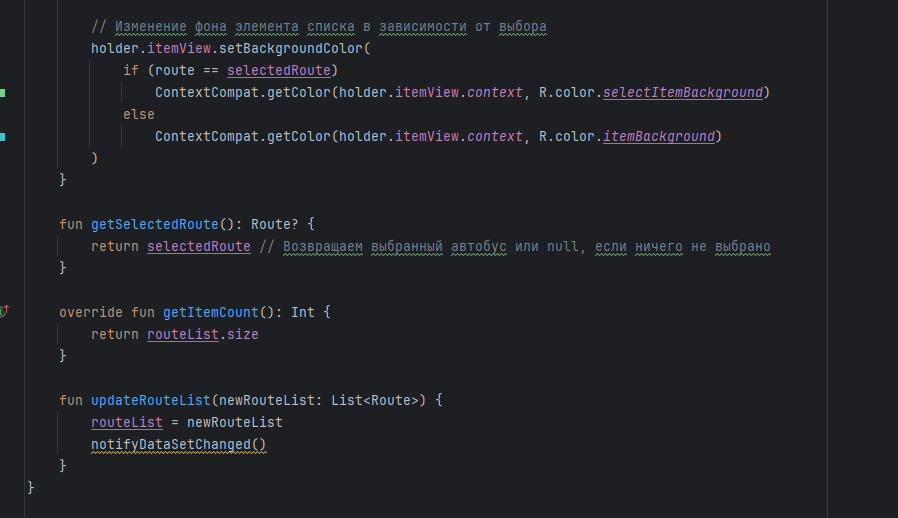 // Изменение фона элемента списка в зависимости от выбора
holder.itemView.setBackgroundColor(
if (route == selectedRoute)
ContextCompat.getColor(holder.itemView.context, R.color.selectItemBackground)
else
ContextCompat.getColor(holder.itemView.context, R.color.itemBackground)
)
}
fun getSelectedRoute(): Route? {
return selectedRoute // Возвращаем выбранный автобус или null, если ничего не выбрано
}
override fun getItemCount(): Int {
return routeList.size
}
fun updateRouteList(newRouteList: List<Route>) {
routeList = newRouteList
notifyDataSetChanged()
}
}